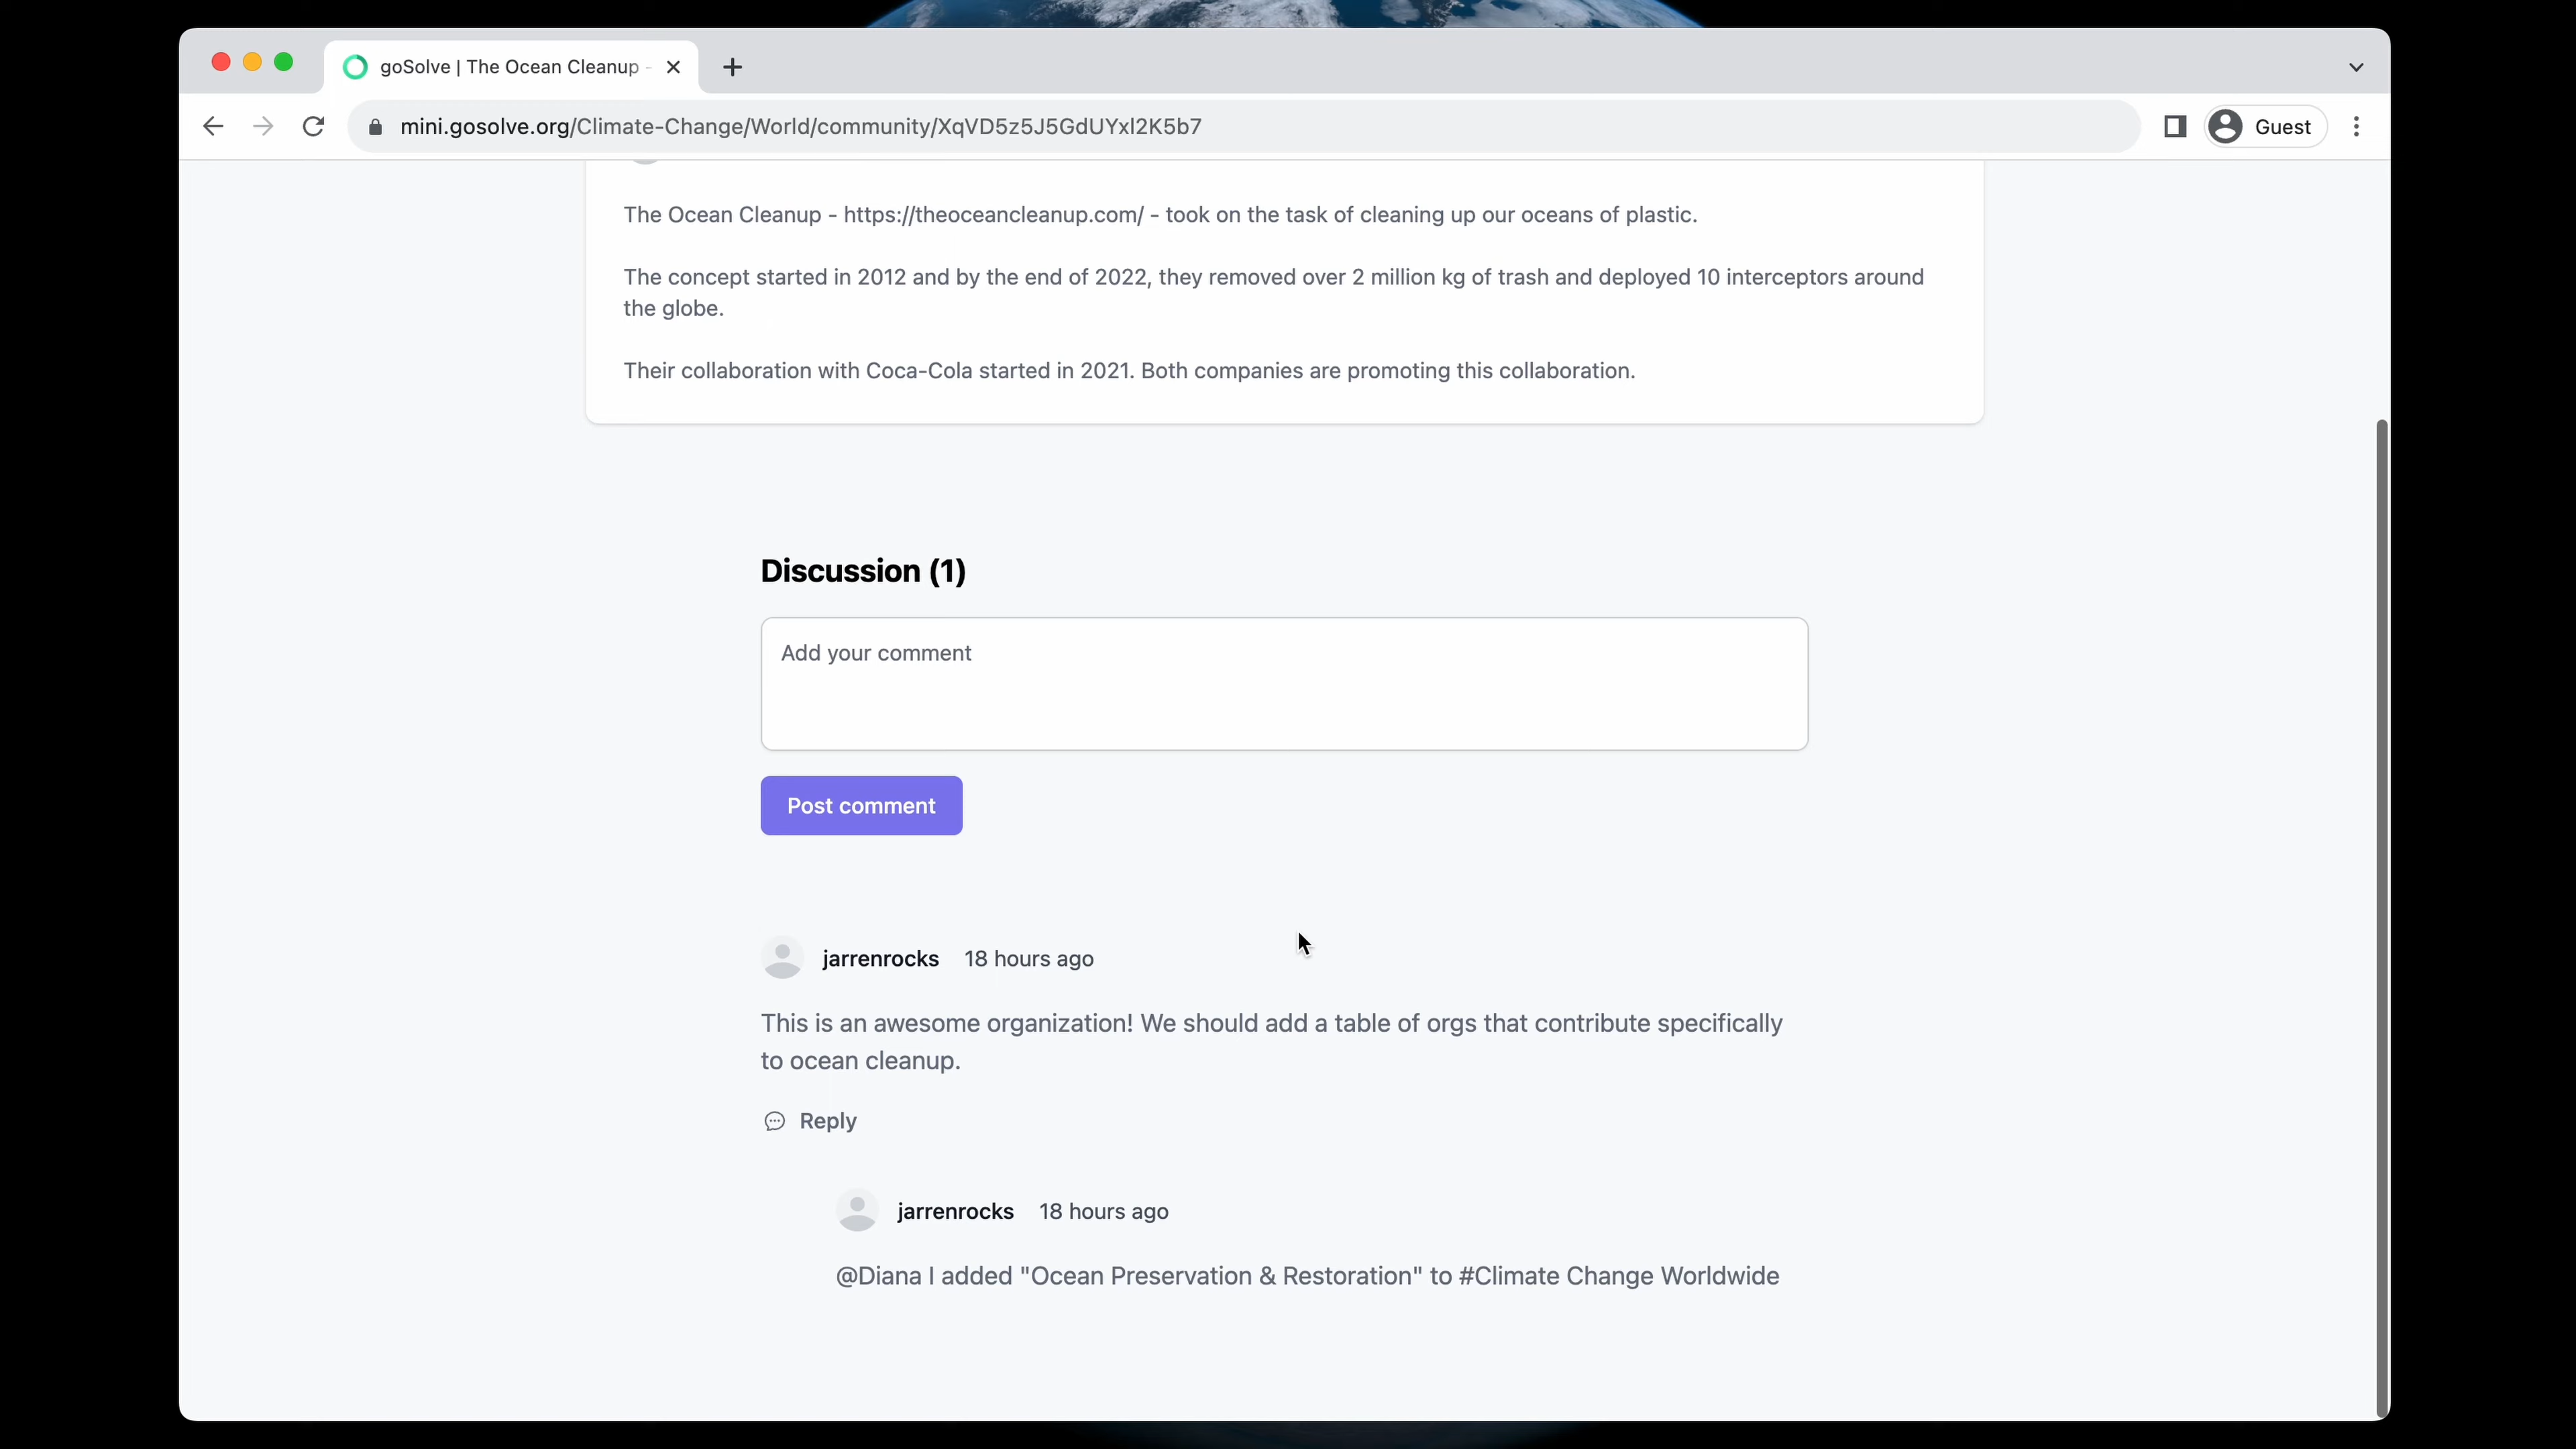 goSolve | The Ocean Cleanup -
mini.gosolve.org/Climate-Change/World/community/XqVD5z5J5GdUYxI2K5b7
Guest
The Ocean Cleanup - https://theoceancleanup.com/ - took on the task of cleaning up our oceans of plastic.
The concept started in 2012 and by the end of 2022, they removed over 2 million kg of trash and deployed 10 interceptors around
the globe.
Their collaboration with Coca-Cola started in 2021. Both companies are promoting this collaboration.
Discussion (1)
Add your comment
Post comment
jarrenrocks 18 hours ago
This is an awesome organization! We should add a table of orgs that contribute specifically
to ocean cleanup.
Reply
jarrenrocks 18 hours ago
@Diana I added "Ocean Preservation & Restoration" to #Climate Change Worldwide